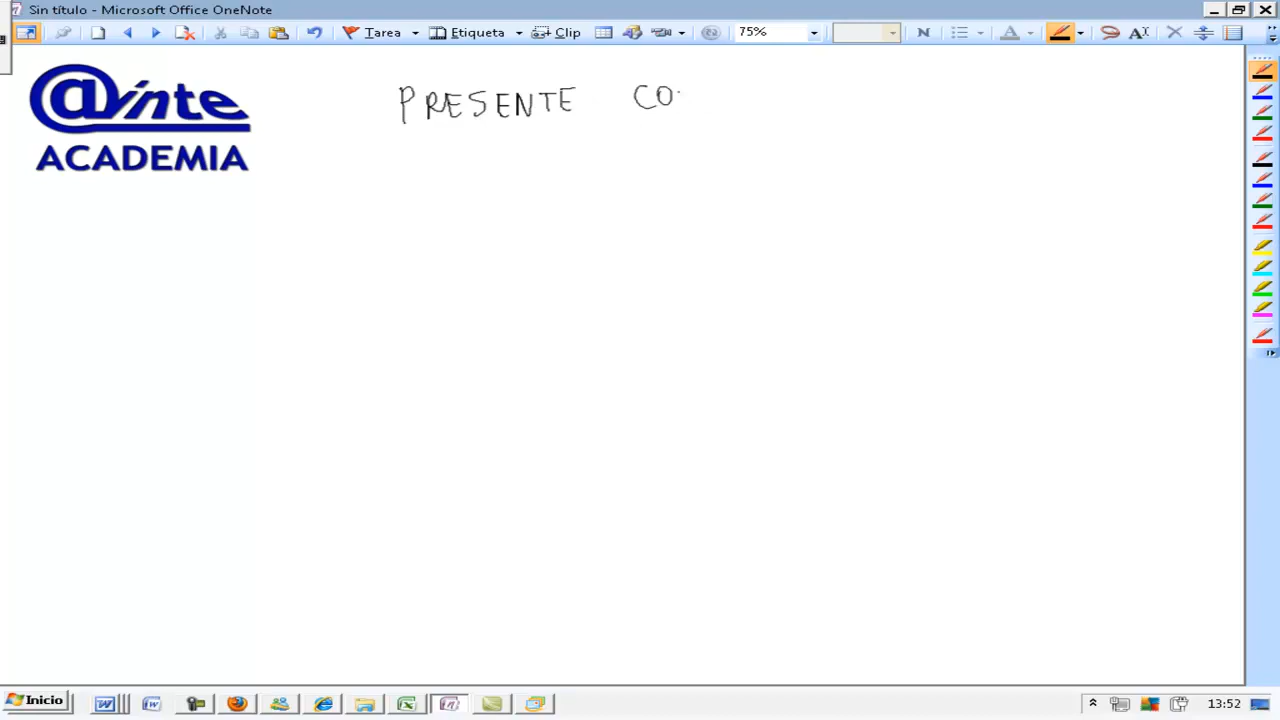 Sin título - Microsoft Office OneNote
Tarea Etiqueta Clip 75% N A
@inte
ACADEMIA
PRESENTE CO
Inicio 13:52